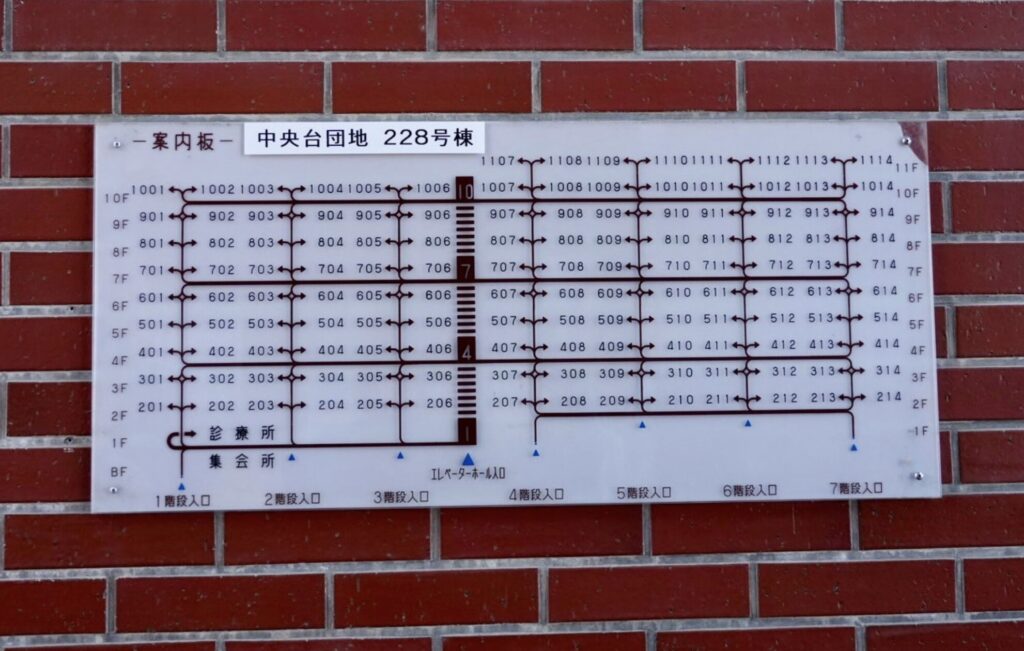 －案内板－ 中央台団地 228号棟
1107 1108 1109 1110 1111 1112 1113 1114 11F
10F 1001 1002 1003 1004 1005 1006 10 1007 1008 1009 1010 1011 1012 1013 1014 10F
9F 901 902 903 904 905 906 907 908 909 910 911 912 913 914 9F
8F 801 802 803 804 805 806 807 808 809 810 811 812 813 814 8F
7F 701 702 703 704 705 706 7 707 708 709 710 711 712 713 714 7F
6F 601 602 603 604 605 606 607 608 609 610 611 612 613 614 6F
5F 501 502 503 504 505 506 507 508 509 510 511 512 513 514 5F
4F 401 402 403 404 405 406 4 407 408 409 410 411 412 413 414 4F
3F 301 302 303 304 305 306 307 308 309 310 311 312 313 314 3F
2F 201 202 203 204 205 206 207 208 209 210 211 212 213 214 2F
1F 診療所 1 1F
BF 集会所 エレベーターホール入口
1階段入口 2階段入口 3階段入口 4階段入口 5階段入口 6階段入口 7階段入口